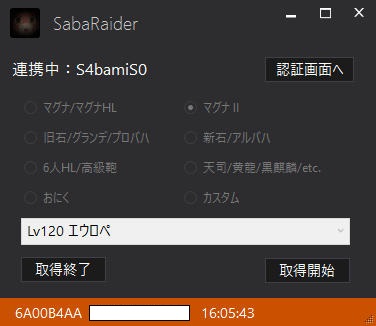 SabaRaider
連携中：S4bamiS0 認証画面へ
マグナ/マグナHL マグナⅡ
旧石/グランデ/プロバハ 新石/アルバハ
6人HL/高級鞄 天司/黄龍/黒麒麟/etc.
おにく カスタム
Lv120 エウロペ
取得終了 取得開始
6A00B4AA 16:05:43